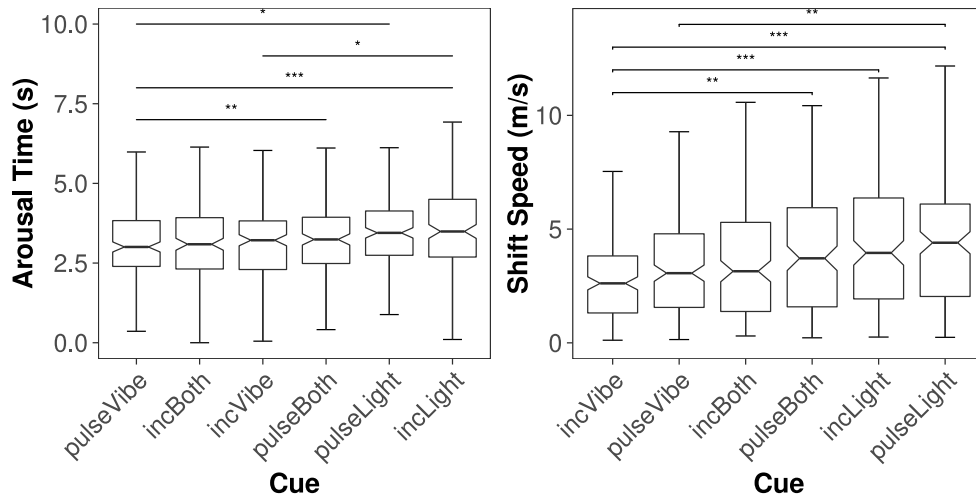 Arousal Time (s)
10.0
7.5
5.0
2.5
0.0
*
*
***
**
pulseVibe
incBoth
incVibe
pulseBoth
pulseLight
incLight
Cue
Shift Speed (m/s)
10
5
0
**
***
***
**
incVibe
pulseVibe
incBoth
pulseBoth
incLight
pulseLight
Cue